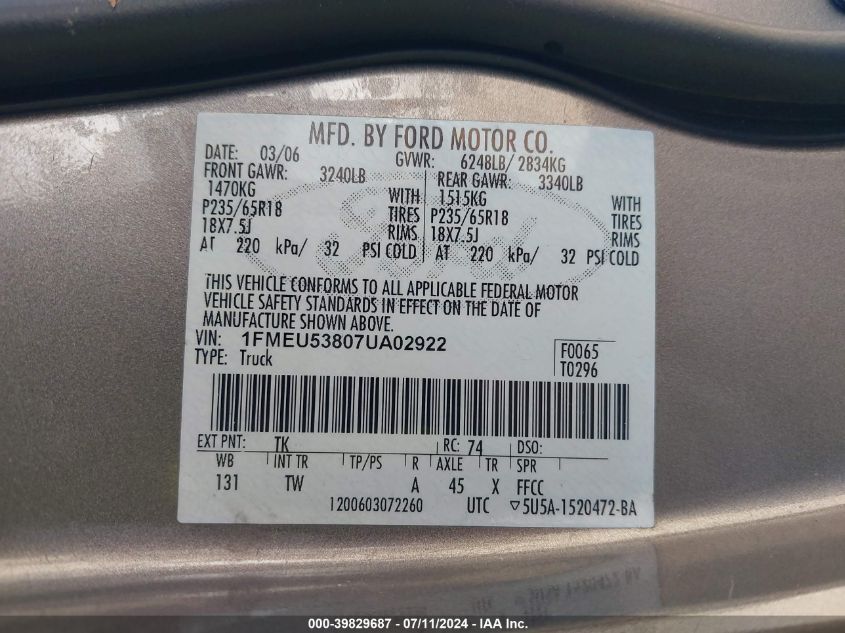 MFD. BY FORD MOTOR CO.
DATE: 03/06 GVWR: 6248LB/ 2834KG
FRONT GAWR: 3240LB REAR GAWR: 3340LB
1470KG WITH 1515KG WITH
P235/65R18 TIRES P235/65R18 TIRES
18X7.5J RIMS 18X7.5J RIMS
AT 220 kPa/ 32 PSI COLD AT 220 kPa/ 32 PSI COLD
THIS VEHICLE CONFORMS TO ALL APPLICABLE FEDERAL MOTOR
VEHICLE SAFETY STANDARDS IN EFFECT ON THE DATE OF
MANUFACTURE SHOWN ABOVE.
VIN: 1FMEU53807UA02922 F0065
TYPE: Truck T0296
EXT PNT: TK RC: 74 DSO:
WB INT TR TP/PS R AXLE TR SPR
131 TW A 45 X FFCC
1200603072260 UTC ▽5U5A-1520472-BA
000-39829687 - 07/11/2024 - IAAI.com